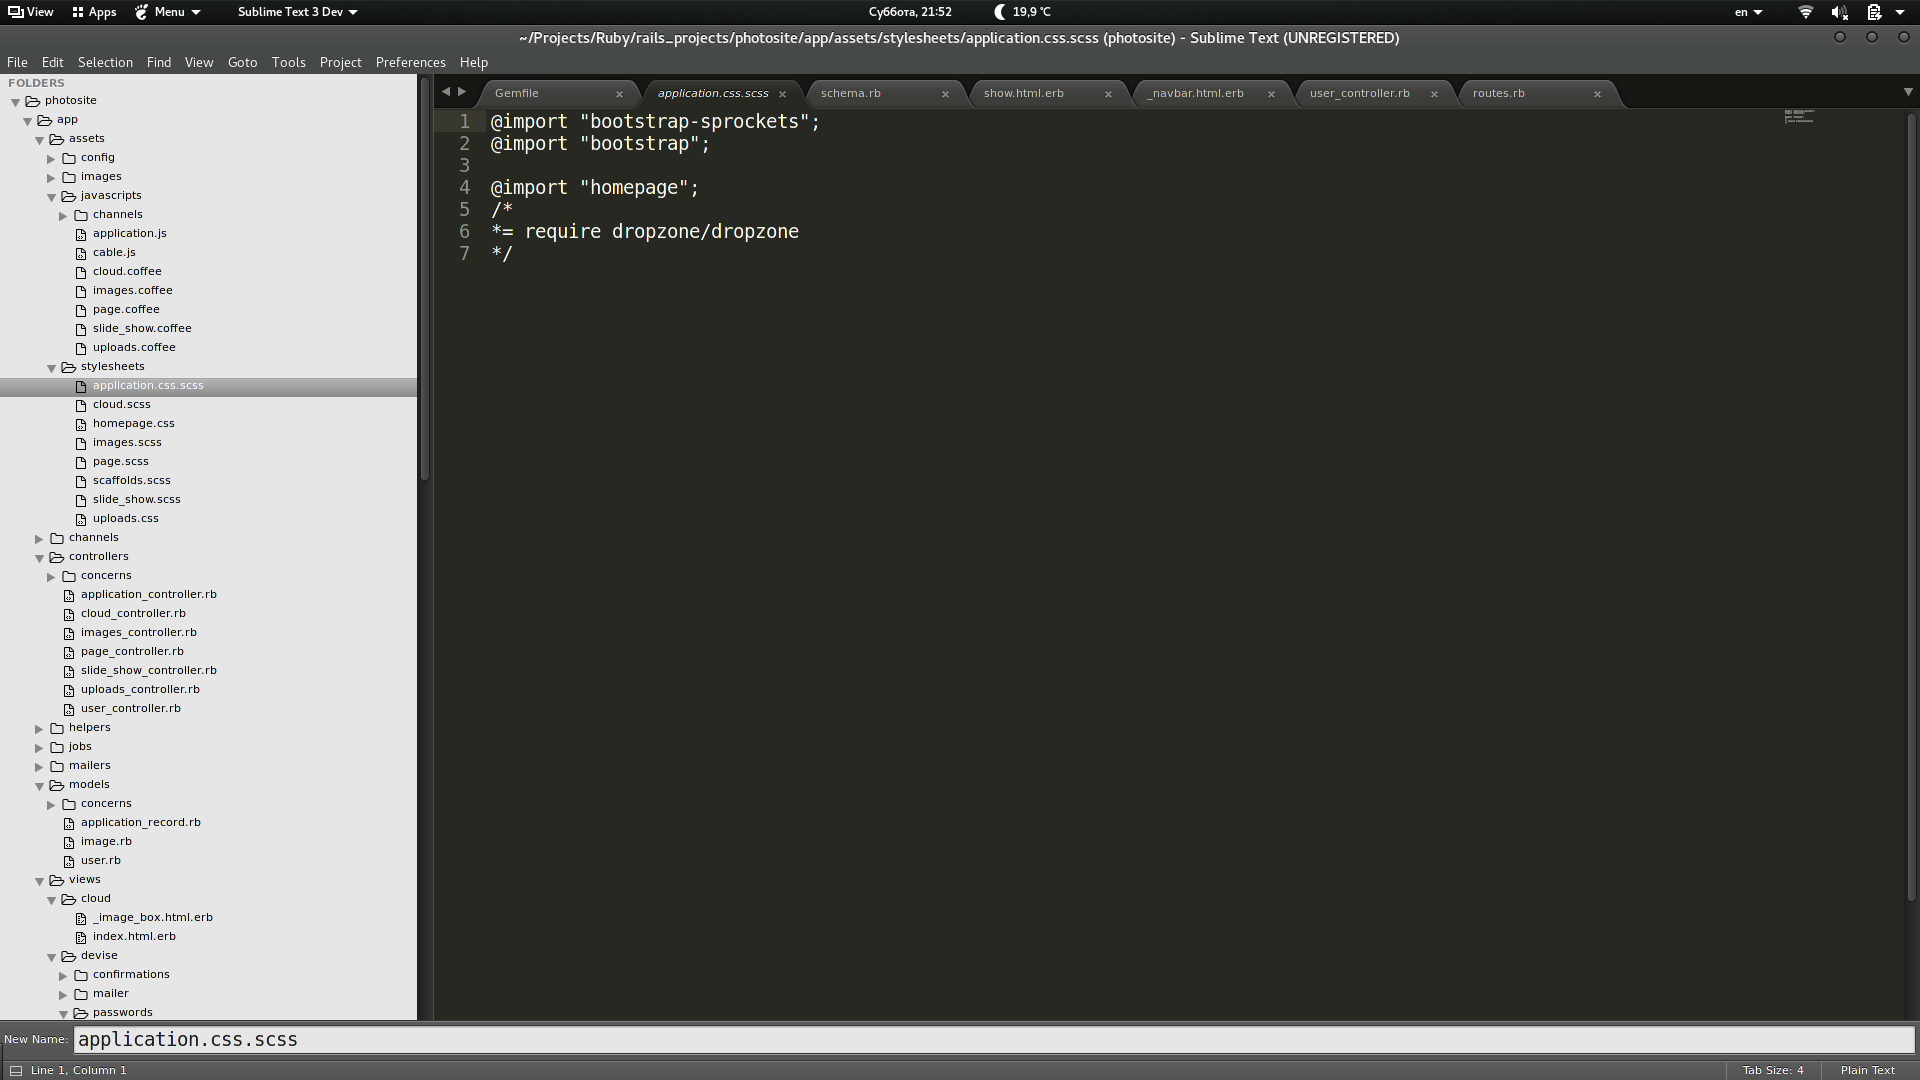 View Apps Menu Sublime Text 3 Dev Суббота, 21:52 19,9 °C en
~/Projects/Ruby/rails_projects/photosite/app/assets/stylesheets/application.css.scss (photosite) - Sublime Text (UNREGISTERED)
File Edit Selection Find View Goto Tools Project Preferences Help
FOLDERS
photosite
app
assets
config
images
javascripts
channels
application.js
cable.js
cloud.coffee
images.coffee
page.coffee
slide_show.coffee
uploads.coffee
stylesheets
application.css.scss
cloud.scss
homepage.css
images.scss
page.scss
scaffolds.scss
slide_show.scss
uploads.css
channels
controllers
concerns
application_controller.rb
cloud_controller.rb
images_controller.rb
page_controller.rb
slide_show_controller.rb
uploads_controller.rb
user_controller.rb
helpers
jobs
mailers
models
concerns
application_record.rb
image.rb
user.rb
views
cloud
_image_box.html.erb
index.html.erb
devise
confirmations
mailer
passwords
Gemfile application.css.scss schema.rb show.html.erb _navbar.html.erb user_controller.rb routes.rb
1 @import "bootstrap-sprockets";
2 @import "bootstrap";
3
4 @import "homepage";
5 /*
6 *= require dropzone/dropzone
7 */
New Name: application.css.scss
Line 1, Column 1 Tab Size: 4 Plain Text